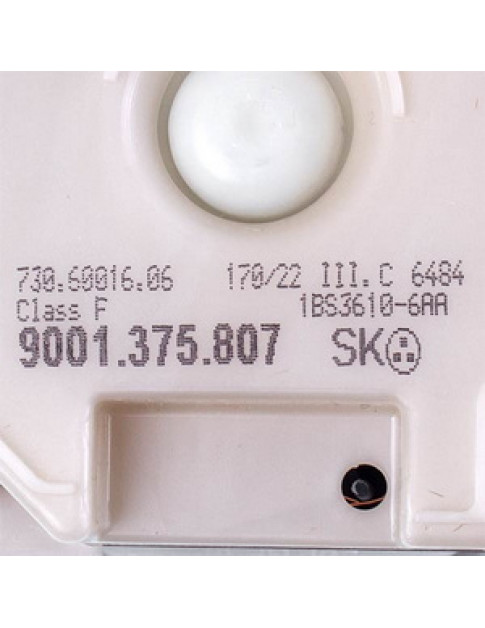 730.60016.06 170/22 III.C 6484
Class F 1BS3610-6AA
9001.375.807 SK